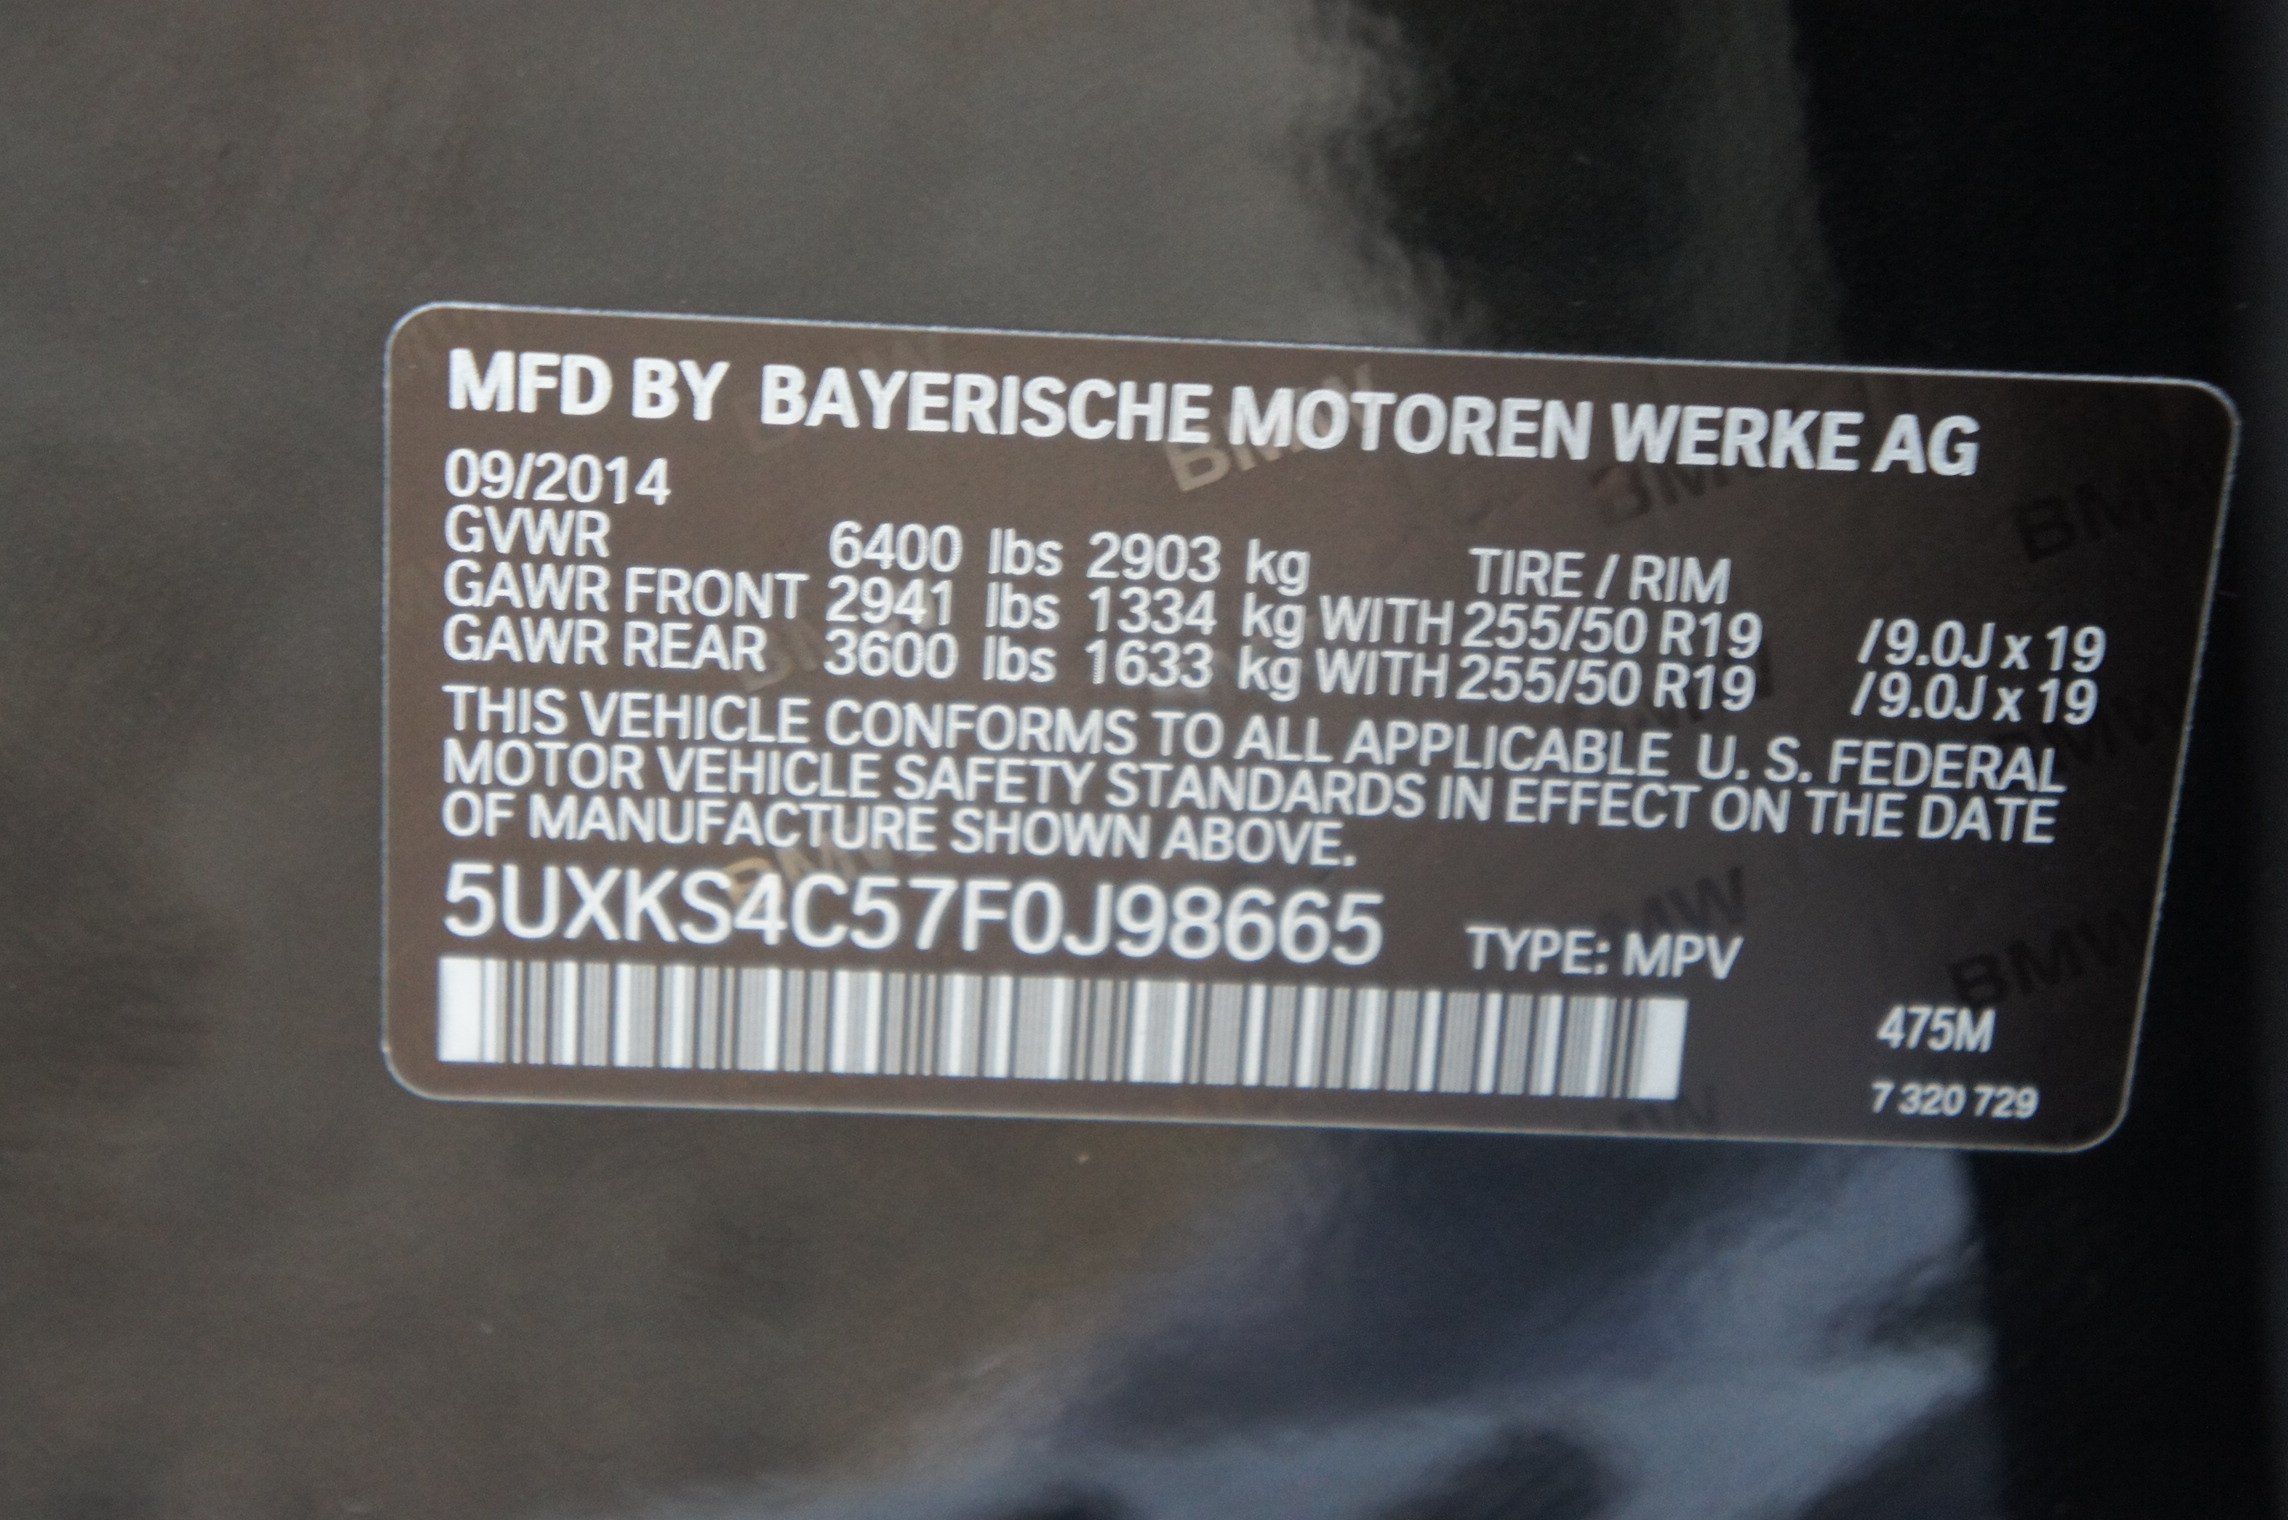 MFD BY BAYERISCHE MOTOREN WERKE AG
09/2014
GVWR 6400 lbs 2903 kg TIRE / RIM
GAWR FRONT 2941 lbs 1334 kg WITH 255/50 R19 /9.0J x 19
GAWR REAR 3600 lbs 1633 kg WITH 255/50 R19 /9.0J x 19
THIS VEHICLE CONFORMS TO ALL APPLICABLE U. S. FEDERAL
MOTOR VEHICLE SAFETY STANDARDS IN EFFECT ON THE DATE
OF MANUFACTURE SHOWN ABOVE.
5UXKS4C57F0J98665 TYPE: MPV
475M
7 320 729